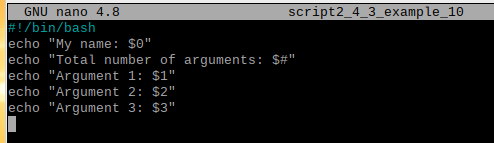 GNU nano 4.8 script2_4_3_example_10
#!/bin/bash
echo "My name: $0"
echo "Total number of arguments: $#"
echo "Argument 1: $1"
echo "Argument 2: $2"
echo "Argument 3: $3"